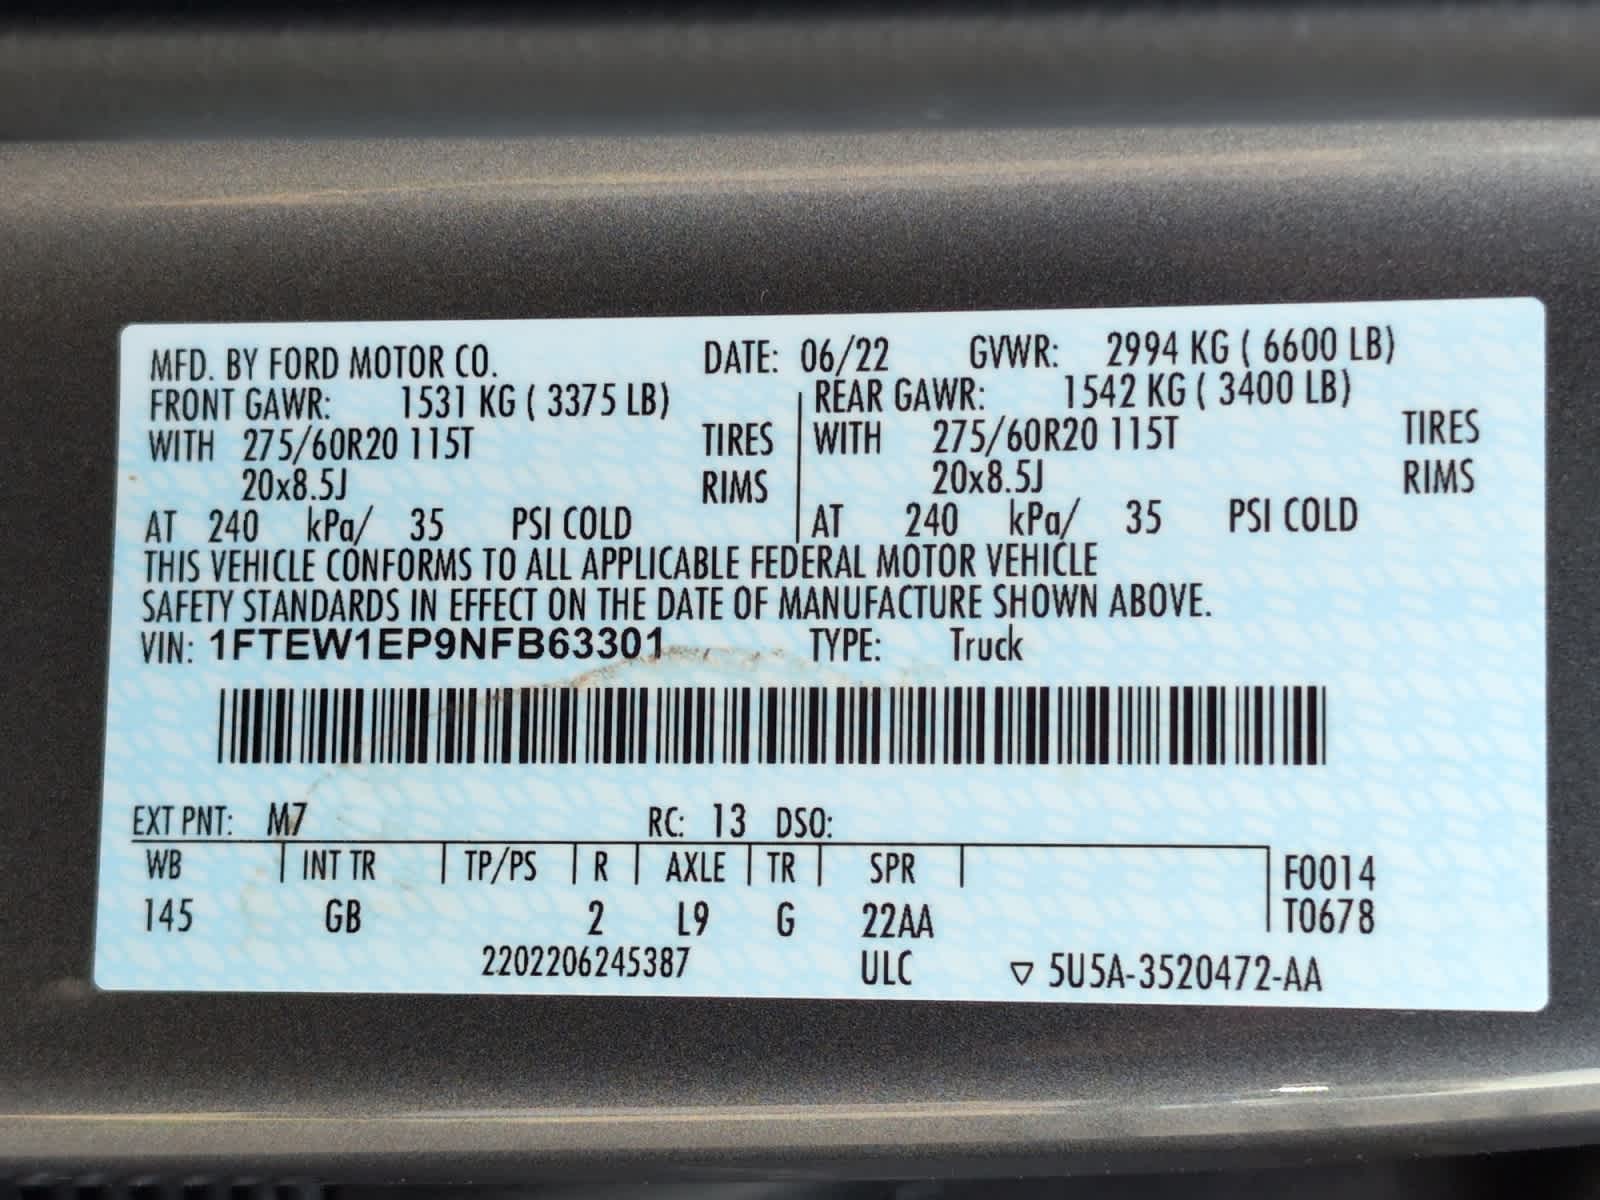 MFD. BY FORD MOTOR CO. DATE: 06/22 GVWR: 2994 KG ( 6600 LB)
FRONT GAWR: 1531 KG ( 3375 LB) REAR GAWR: 1542 KG ( 3400 LB)
WITH 275/60R20 115T TIRES WITH 275/60R20 115T TIRES
20x8.5J RIMS 20x8.5J RIMS
AT 240 kPa/ 35 PSI COLD AT 240 kPa/ 35 PSI COLD
THIS VEHICLE CONFORMS TO ALL APPLICABLE FEDERAL MOTOR VEHICLE
SAFETY STANDARDS IN EFFECT ON THE DATE OF MANUFACTURE SHOWN ABOVE.
VIN: 1FTEW1EP9NFB63301 TYPE: Truck
EXT PNT: M7 RC: 13 DSO:
WB INT TR TP/PS R AXLE TR SPR F0014
145 GB 2 L9 G 22AA T0678
2202206245387 ULC ▽ 5U5A-3520472-AA